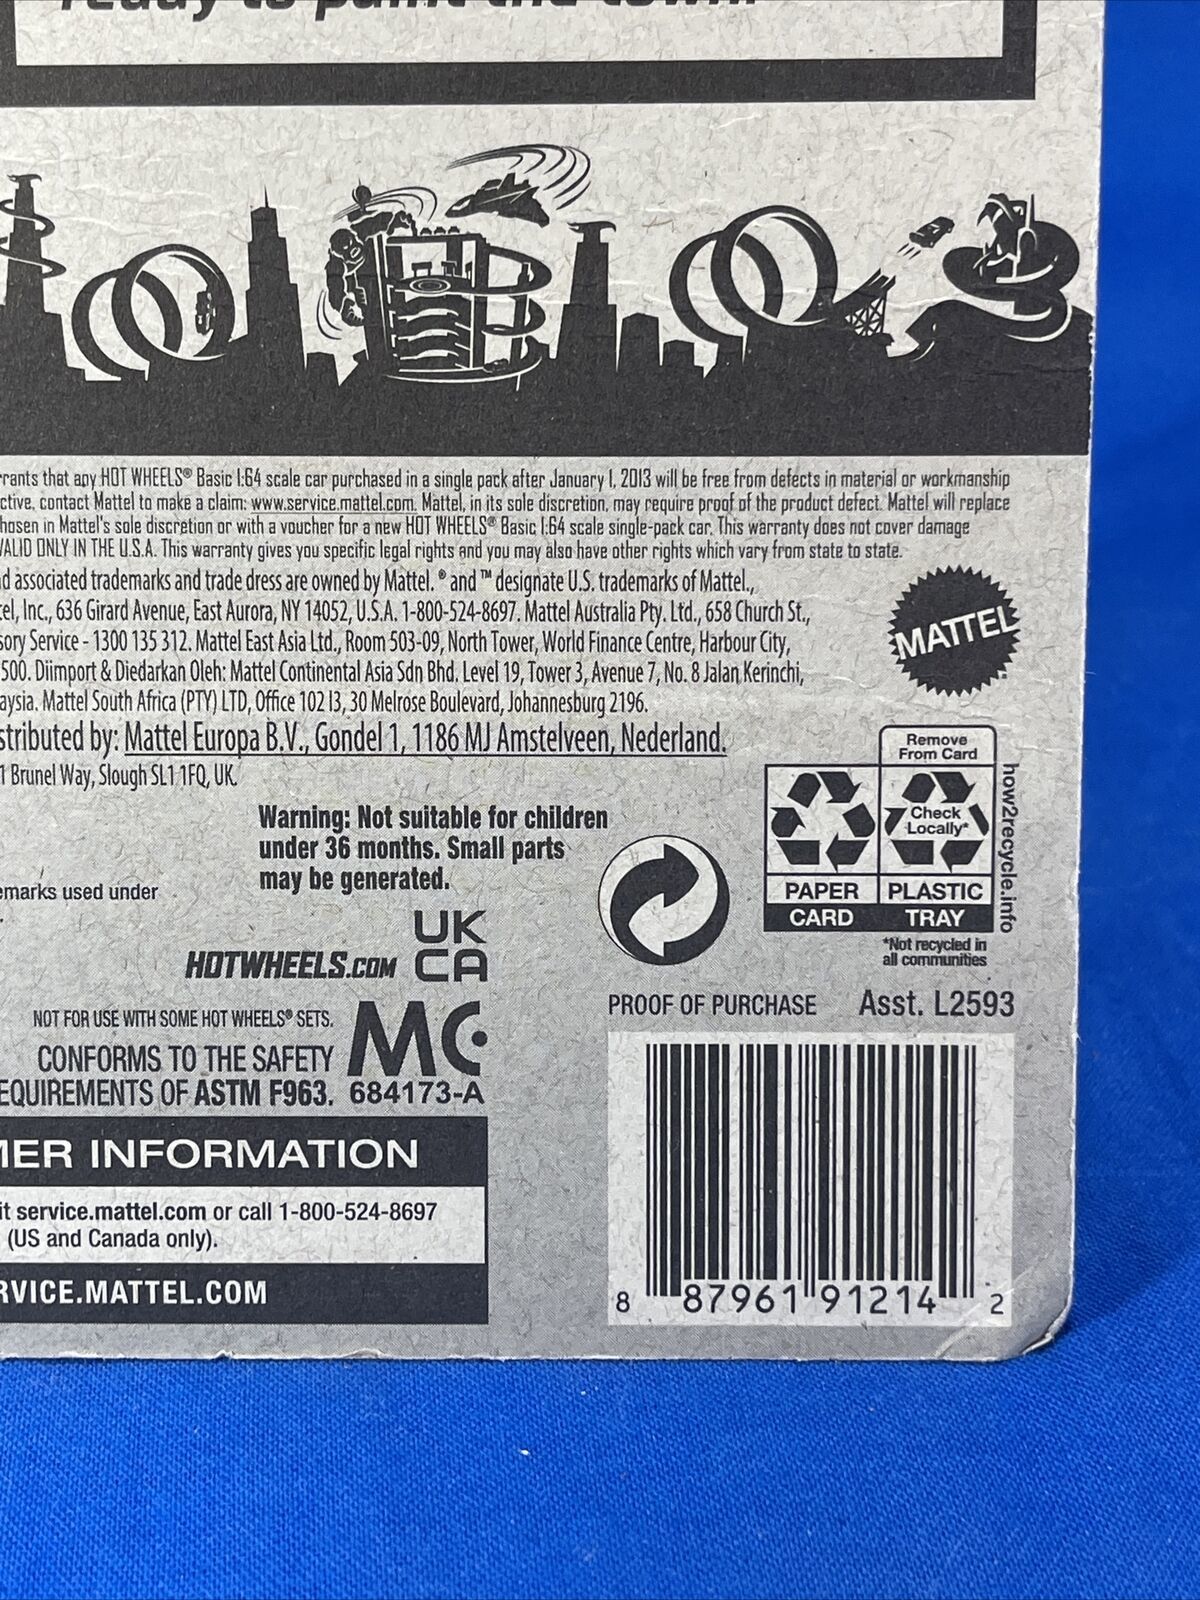 ready to paint the town.
rrants that any HOT WHEELS® Basic 1:64 scale car purchased in a single pack after January 1, 2013 will be free from defects in material or workmanship
ctive, contact Mattel to make a claim: www.service.mattel.com. Mattel, in its sole discretion, may require proof of the product defect. Mattel will replace
hosen in Mattel's sole discretion or with a voucher for a new HOT WHEELS® Basic 1:64 scale single-pack car. This warranty does not cover damage
VALID ONLY IN THE U.S.A. This warranty gives you specific legal rights and you may also have other rights which vary from state to state.
d associated trademarks and trade dress are owned by Mattel. ® and ™ designate U.S. trademarks of Mattel.,
tel, Inc., 636 Girard Avenue, East Aurora, NY 14052, U.S.A. 1-800-524-8697. Mattel Australia Pty. Ltd., 658 Church St.,
sory Service - 1300 135 312. Mattel East Asia Ltd., Room 503-09, North Tower, World Finance Centre, Harbour City,
500. Diimport & Diedarkan Oleh: Mattel Continental Asia Sdn Bhd. Level 19, Tower 3, Avenue 7, No. 8 Jalan Kerinchi,
aysia. Mattel South Africa (PTY) LTD, Office 102 I3, 30 Melrose Boulevard, Johannesburg 2196.
MATTEL
stributed by: Mattel Europa B.V., Gondel 1, 1186 MJ Amstelveen, Nederland.
1 Brunel Way, Slough SL1 1FQ, UK.
Warning: Not suitable for children
under 36 months. Small parts
may be generated.
emarks used under
Remove
From Card
Check
Locally*
PAPER
CARD
PLASTIC
TRAY
how2recycle.info
*Not recycled in
all communities
HOTWHEELS.COM
UK
CA
NOT FOR USE WITH SOME HOT WHEELS® SETS.
CONFORMS TO THE SAFETY
EQUIREMENTS OF ASTM F963.
MC
684173-A
PROOF OF PURCHASE Asst. L2593
MER INFORMATION
it service.mattel.com or call 1-800-524-8697
(US and Canada only).
RVICE.MATTEL.COM
8 87961 91214 2